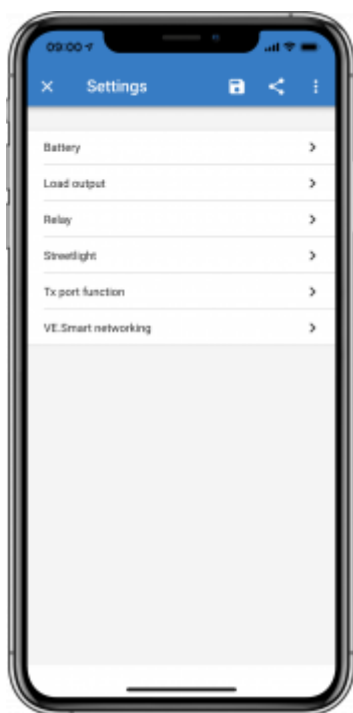 09:00
Settings
Battery
Load output
Relay
Streetlight
Tx port function
VE.Smart networking